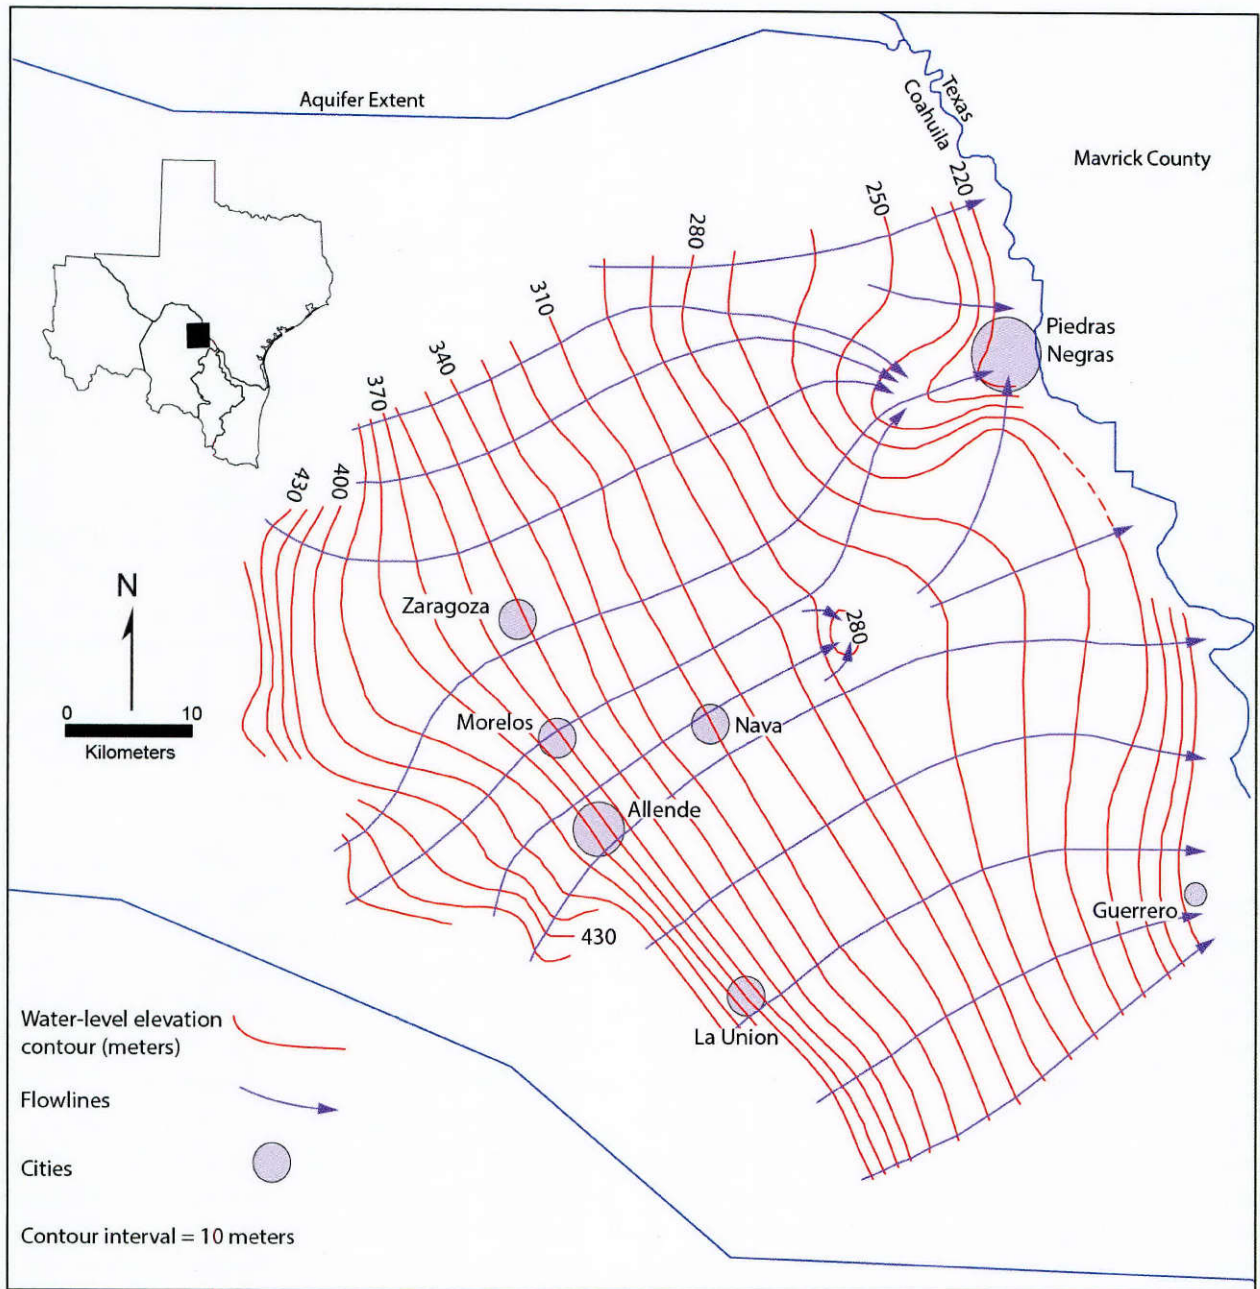 Aquifer Extent
Texas
Coahuila
Mavrick County
220
250
280
310
340
370
400
430
Piedras
Negras
N
0 10
Kilometers
Zaragoza
280
Morelos
Nava
Allende
430
Guerrero
La Union
Water-level elevation
contour (meters)
Flowlines
Cities
Contour interval = 10 meters